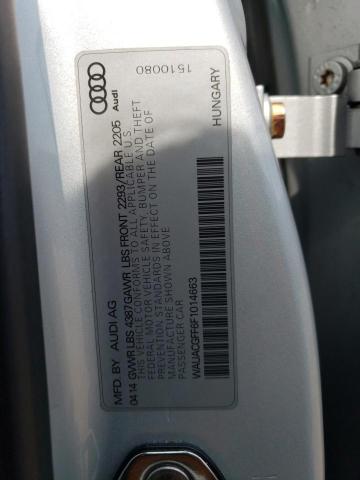 MFD. BY AUDI AG
0414 GVWR LBS 4387 GAWR LBS FRONT 2293/REAR 2205
THIS VEHICLE CONFORMS TO ALL APPLICABLE U.S.
FEDERAL MOTOR VEHICLE SAFETY, BUMPER AND THEFT
PREVENTION STANDARDS IN EFFECT ON THE DATE OF
MANUFACTURE SHOWN ABOVE
PASSENGER CAR
WAUACGFF6F1014663
Audi
1510080
HUNGARY